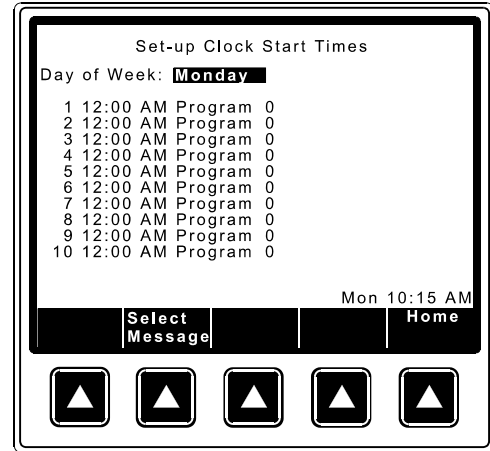 Set-up Clock Start Times
Day of Week: Monday
1 12:00 AM Program 0
2 12:00 AM Program 0
3 12:00 AM Program 0
4 12:00 AM Program 0
5 12:00 AM Program 0
6 12:00 AM Program 0
7 12:00 AM Program 0
8 12:00 AM Program 0
9 12:00 AM Program 0
10 12:00 AM Program 0
Mon 10:15 AM
Select Home
Message